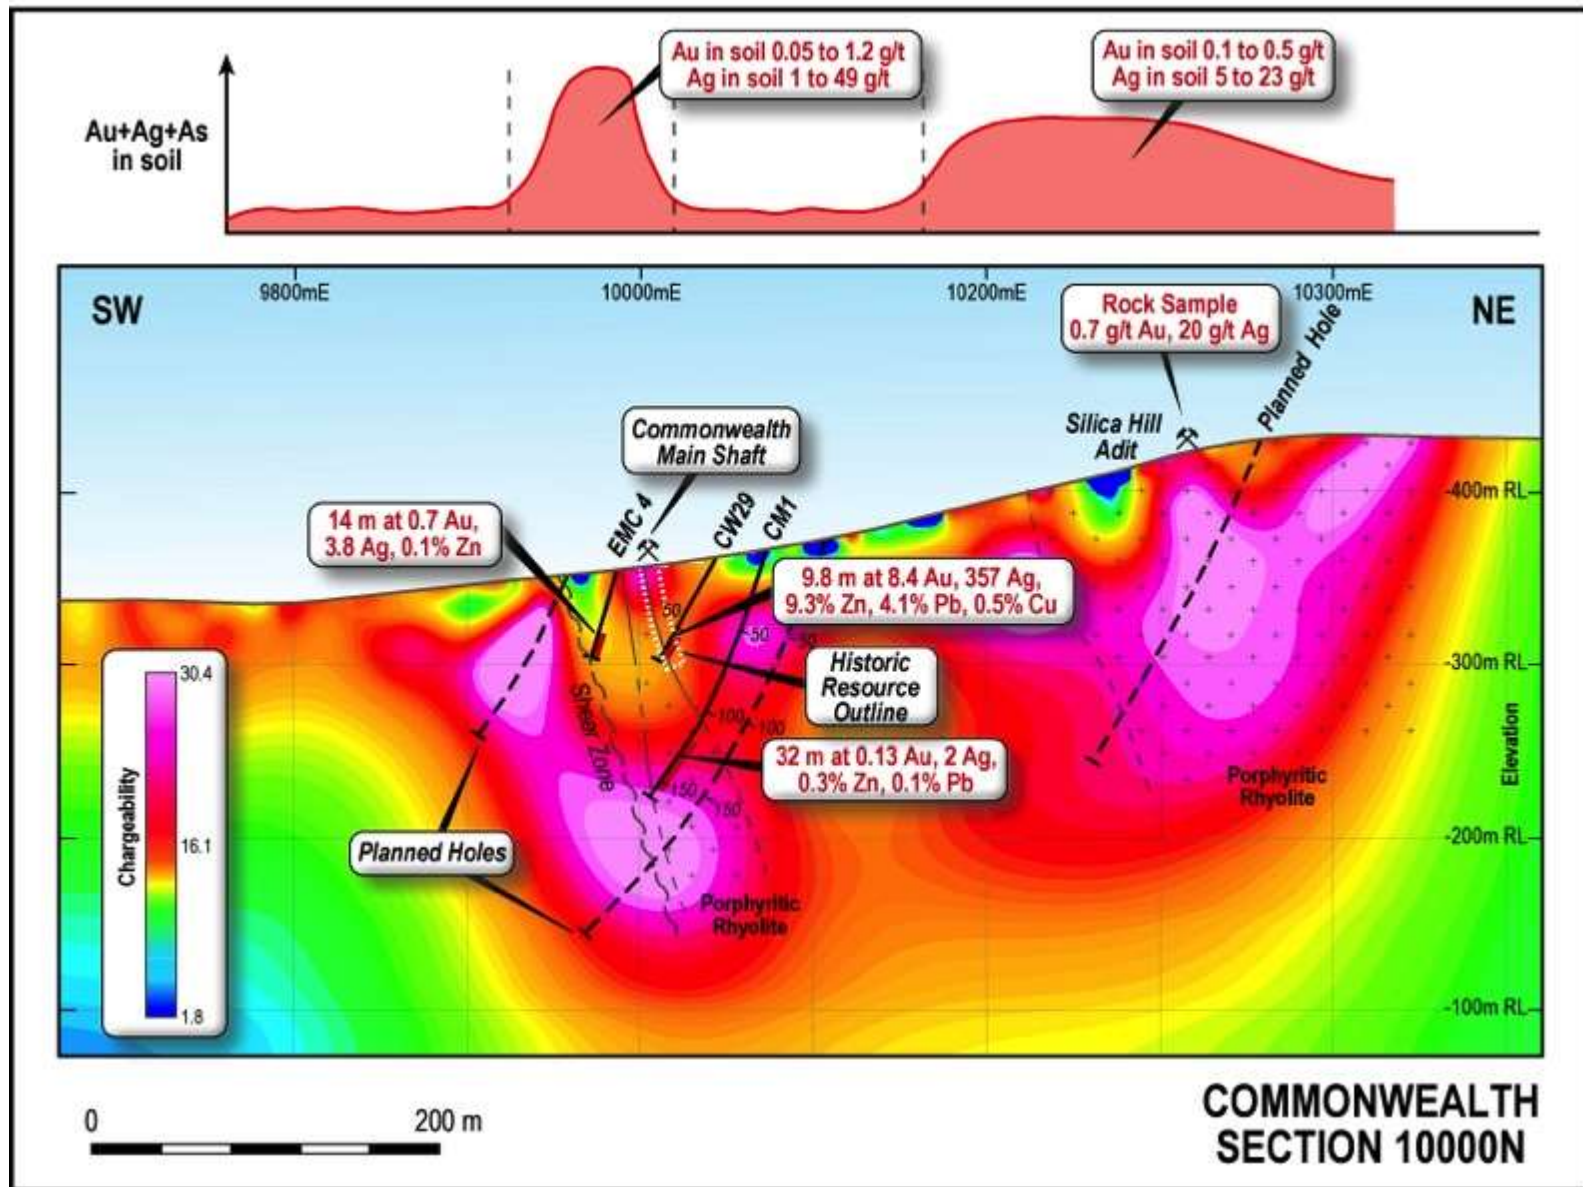 Au in soil 0.05 to 1.2 g/t
Ag in soil 1 to 49 g/t
Au in soil 0.1 to 0.5 g/t
Ag in soil 5 to 23 g/t
Au+Ag+As
in soil
SW
9800mE
10000mE
10200mE
10300mE
NE
Rock Sample
0.7 g/t Au, 20 g/t Ag
Planned Hole
Silica Hill
Adit
Commonwealth
Main Shaft
400m RL
14 m at 0.7 Au,
3.8 Ag, 0.1% Zn
EMC 4
CW29
CM1
9.8 m at 8.4 Au, 357 Ag,
9.3% Zn, 4.1% Pb, 0.5% Cu
50
50
50
Historic
Resource
Outline
300m RL
30.4
16.1
1.8
Chargeability
Shear Zone
100
100
32 m at 0.13 Au, 2 Ag,
0.3% Zn, 0.1% Pb
150
150
Elevation
Porphyritic
Rhyolite
Planned Holes
200m RL
Porphyritic
Rhyolite
100m RL
0
200 m
COMMONWEALTH
SECTION 10000N